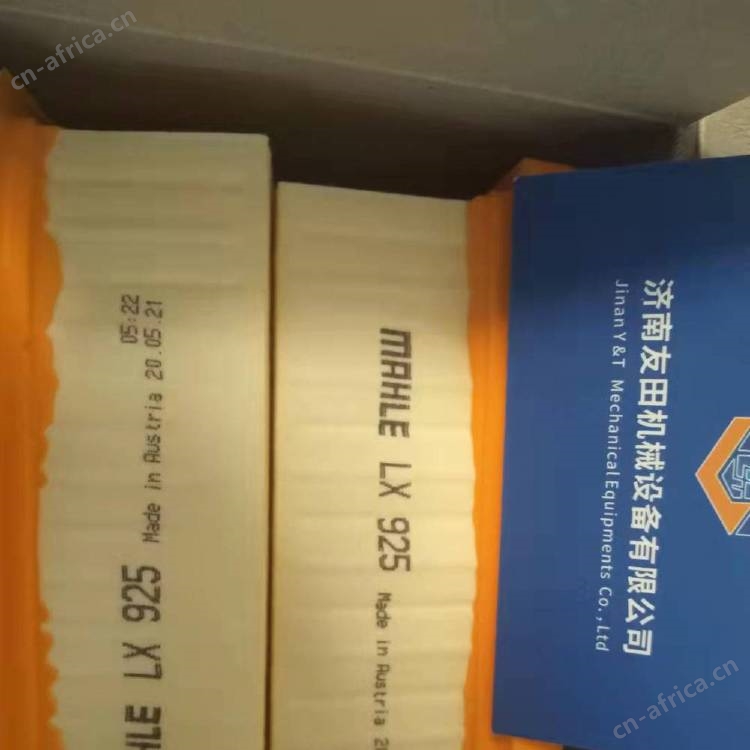 cn-africa.cn
05:22
MAHLE LX 925 Made in Austria 20.05.21
MAHLE LX 925 Made in Austria 20
济南友田机械设备有限公司
Jinan Y&T Mechanical Equipments Co.,Ltd
cn-africa.cn